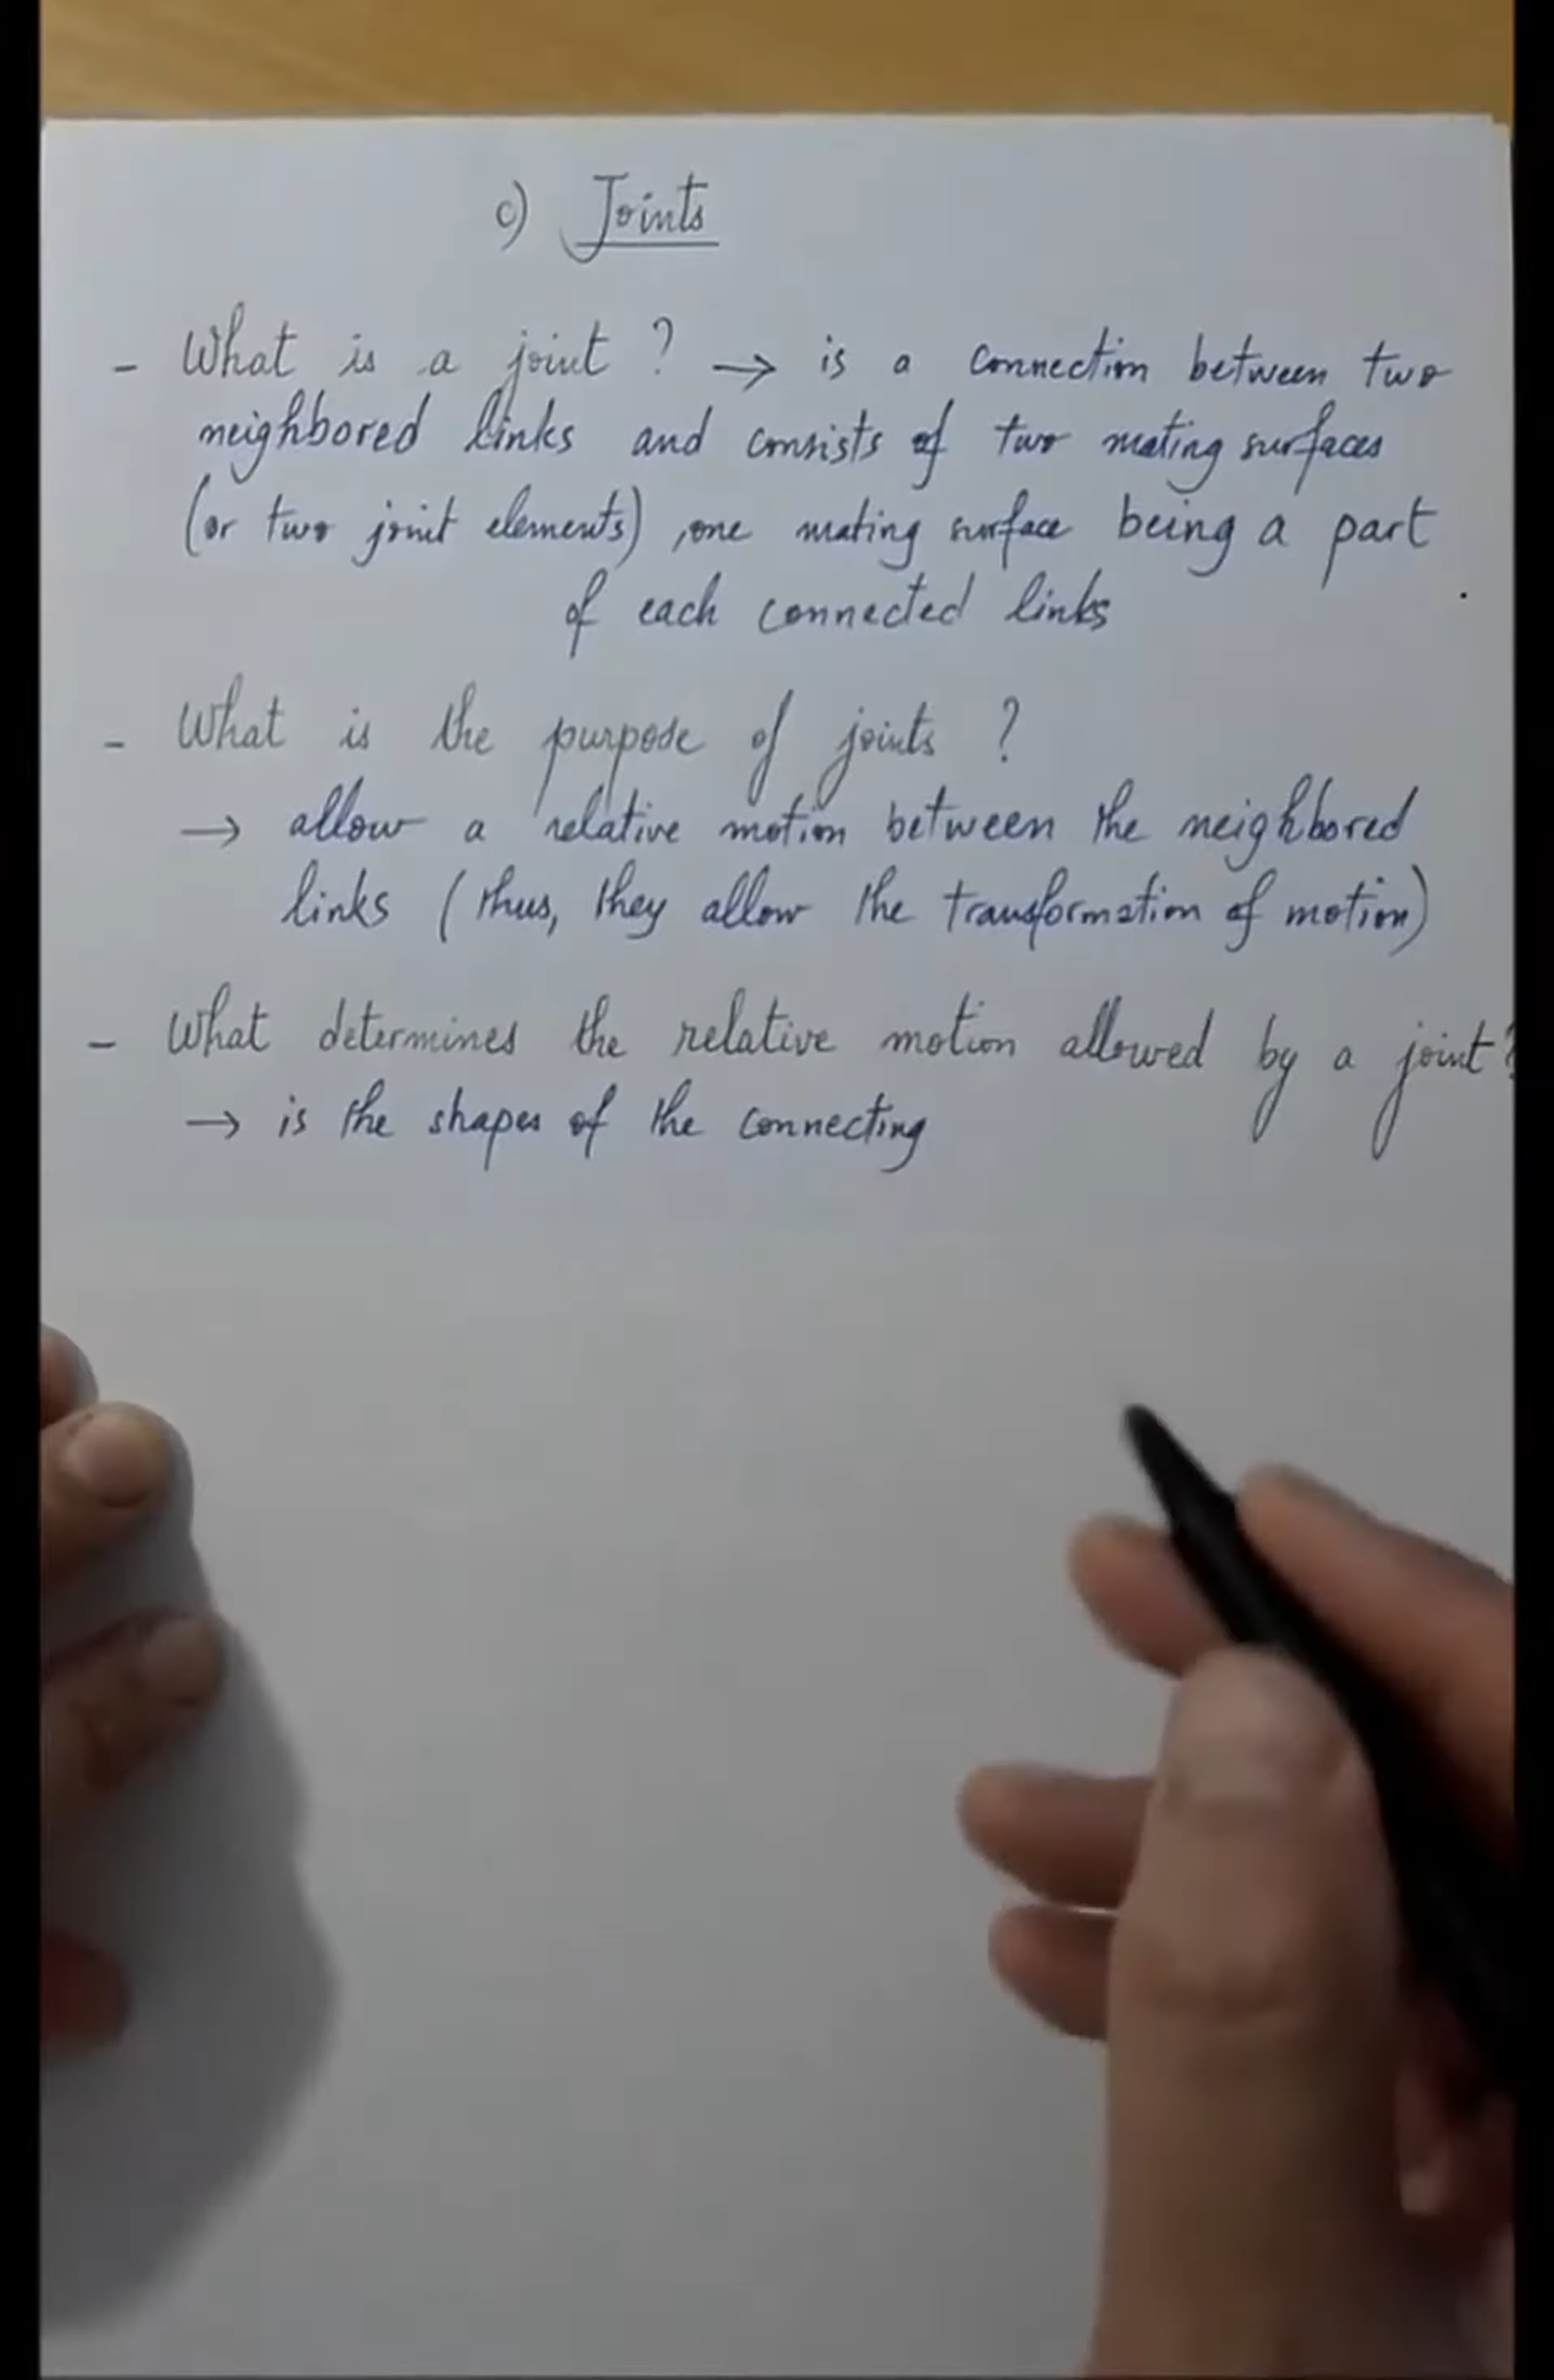 c) Joints
- What is a joint ? → is a connection between two
neighbored links and consists of two mating surfaces
(or two joint elements) , one mating surface being a part
of each connected links
- What is the purpose of joints ?
→ allow a relative motion between the neighbored
links (thus, they allow the transformation of motion)
- What determines the relative motion allowed by a joint?
→ is the shapes of the connecting